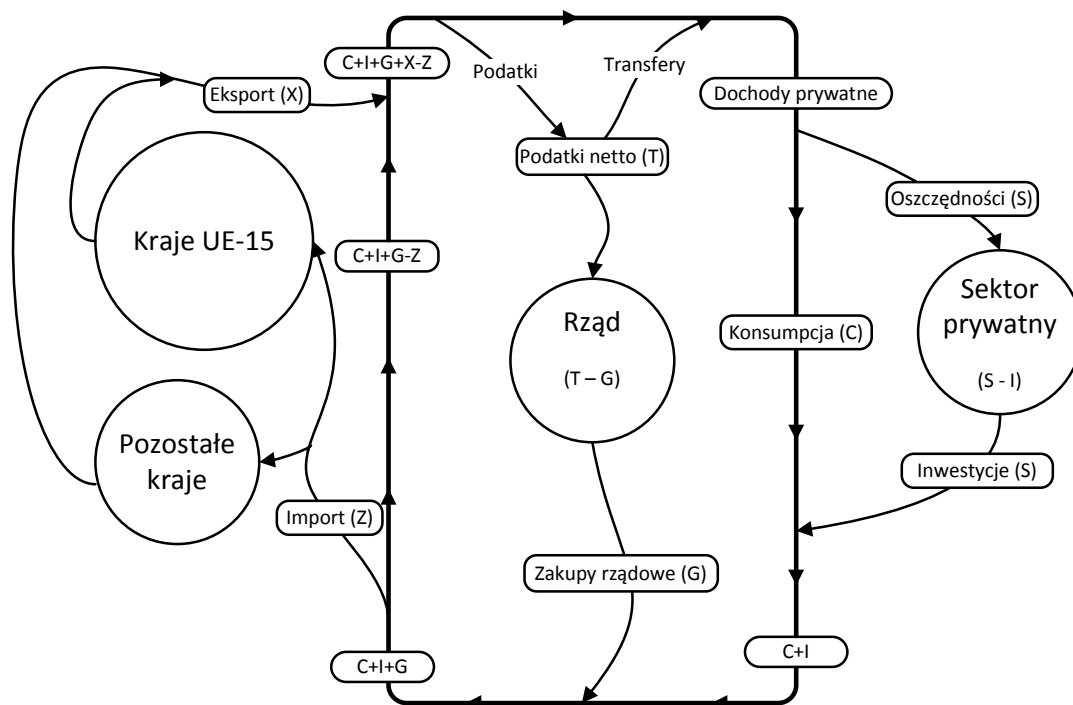 C+I+G+X-Z
Podatki
Transfery
Eksport (X)
Dochody prywatne
Podatki netto (T)
Oszczędności (S)
Kraje UE-15
C+I+G-Z
Rząd
(T – G)
Konsumpcja (C)
Sektor
prywatny
(S - I)
Pozostałe
kraje
Inwestycje (S)
Import (Z)
Zakupy rządowe (G)
C+I+G
C+I